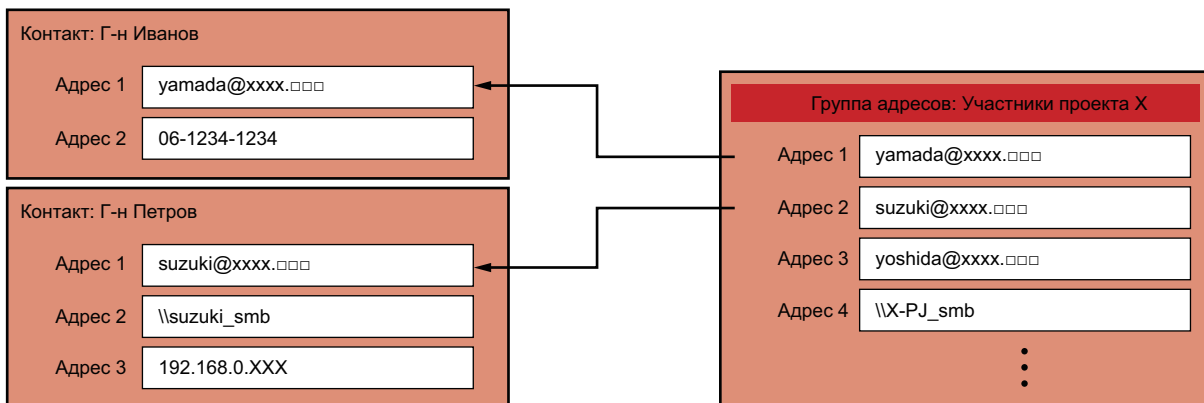 Контакт: Г-н Иванов
Адрес 1 yamada@xxxx.□□□
Адрес 2 06-1234-1234
Контакт: Г-н Петров
Адрес 1 suzuki@xxxx.□□□
Адрес 2 \\suzuki_smb
Адрес 3 192.168.0.XXX
Группа адресов: Участники проекта X
Адрес 1 yamada@xxxx.□□□
Адрес 2 suzuki@xxxx.□□□
Адрес 3 yoshida@xxxx.□□□
Адрес 4 \\X-PJ_smb